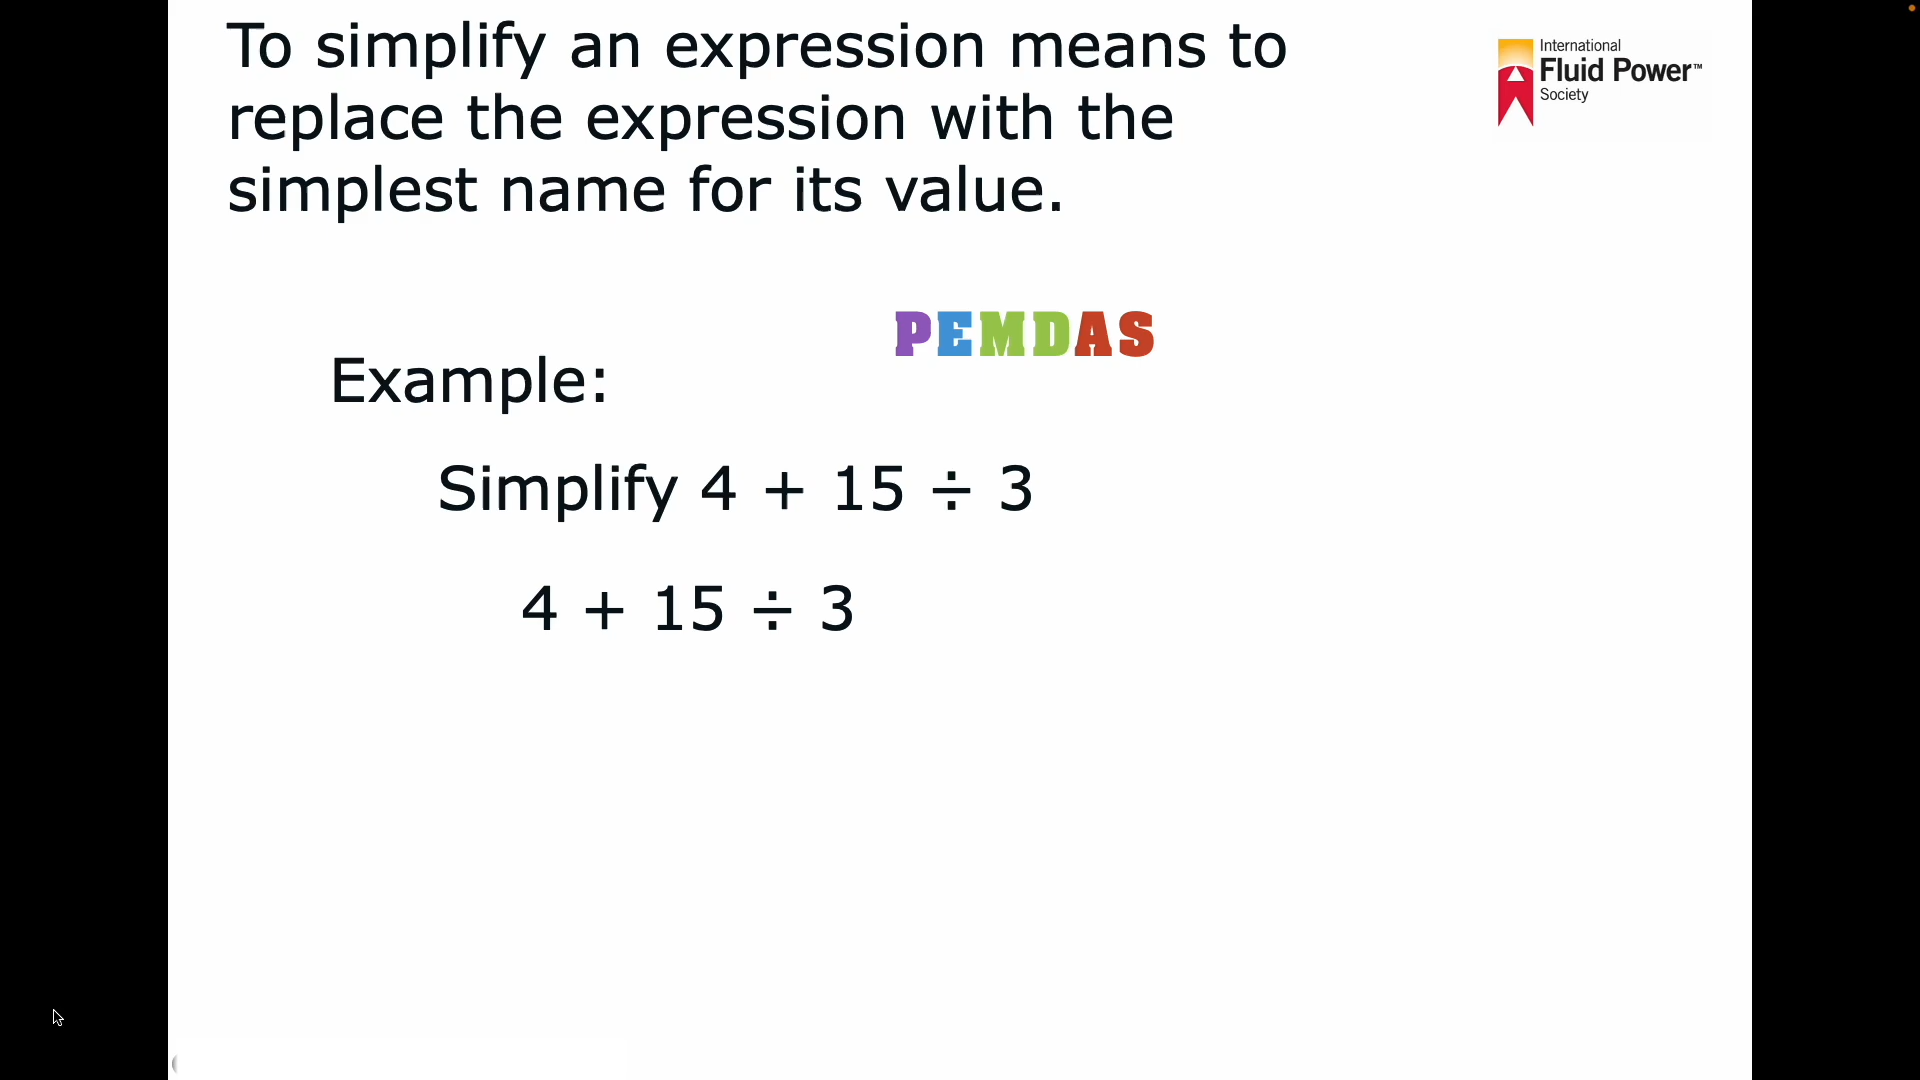 To simplify an expression means to
replace the expression with the
simplest name for its value.
International
Fluid Power™
Society
PEMDAS
Example:
Simplify 4 + 15 ÷ 3
4 + 15 ÷ 3